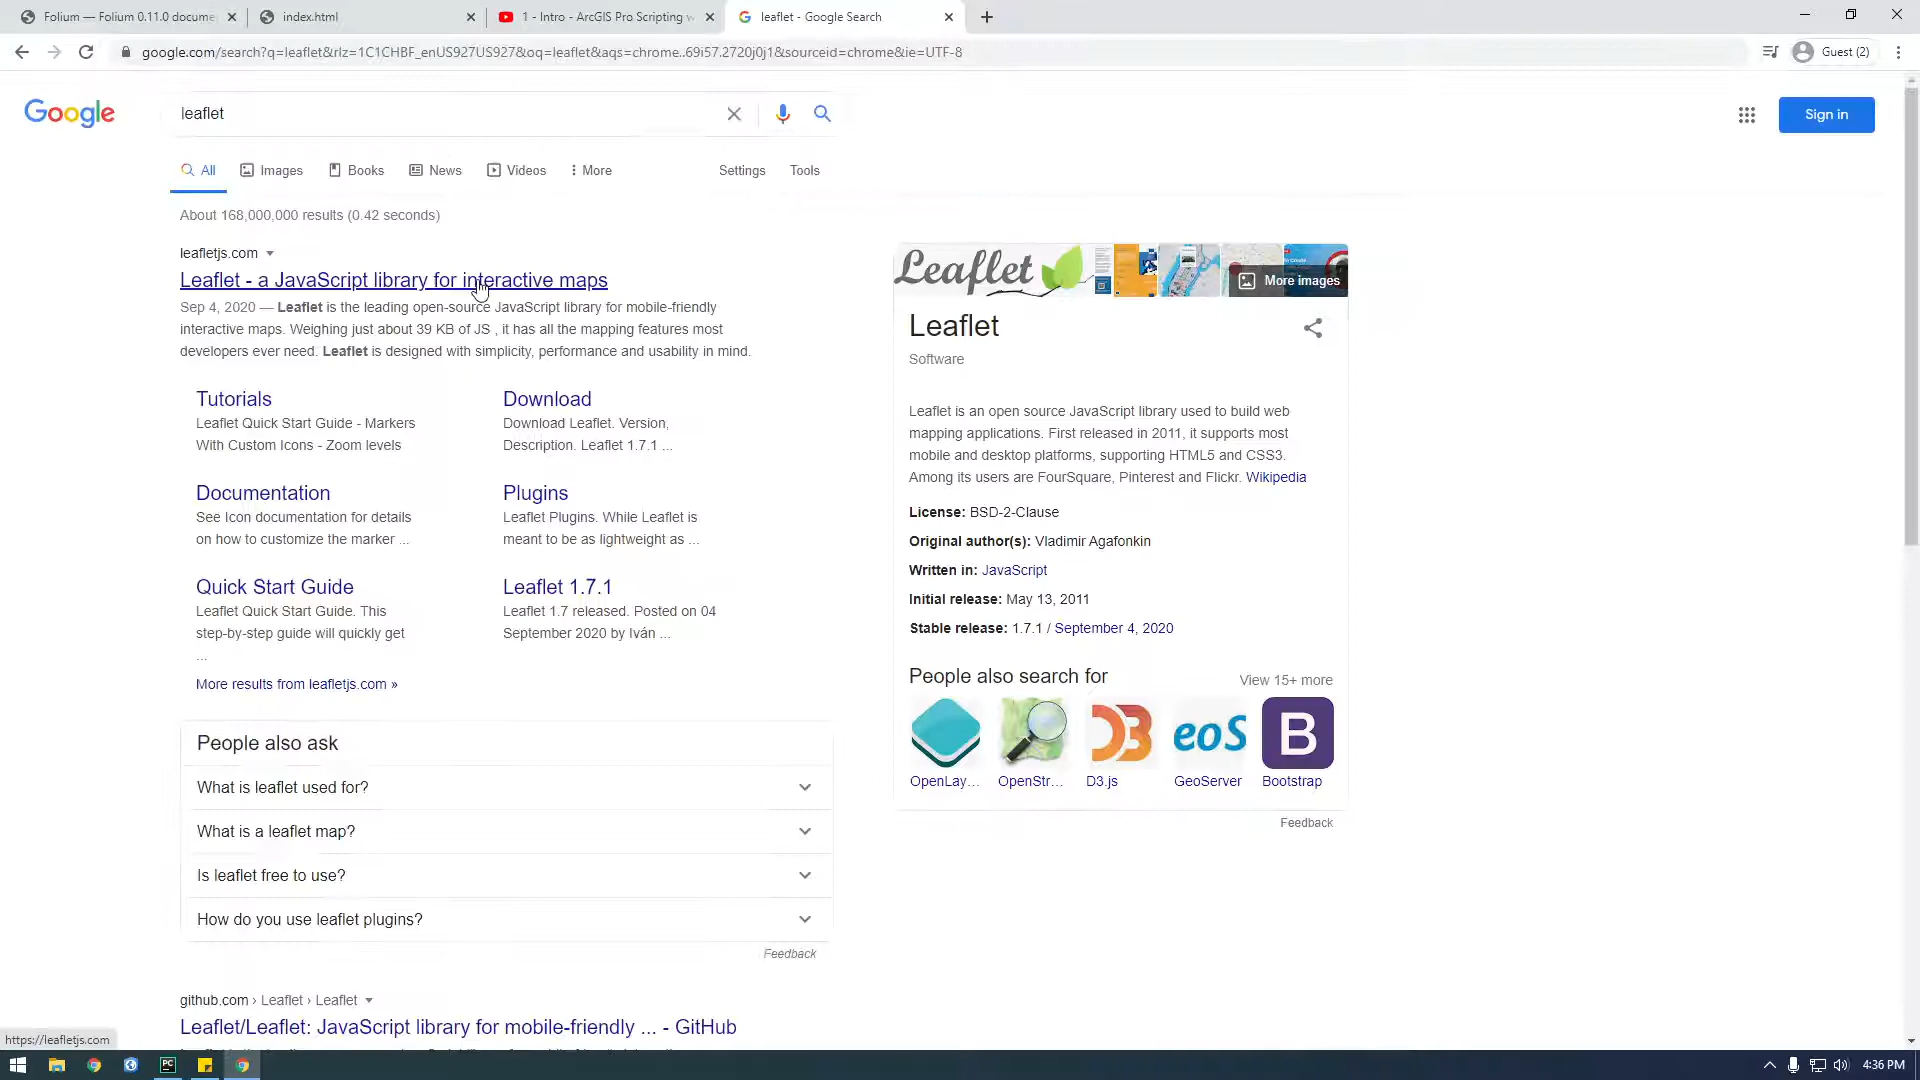 Folium — Folium 0.11.0 docume
index.html
1 - Intro - ArcGIS Pro Scripting w
leaflet - Google Search
google.com/search?q=leaflet&rlz=1C1CHBF_enUS927US927&oq=leaflet&aqs=chrome..69i57.2720j0j1&sourceid=chrome&ie=UTF-8
Guest (2)
Google
leaflet
Sign in
All
Images
Books
News
Videos
More
Settings
Tools
About 168,000,000 results (0.42 seconds)
leafletjs.com
Leaflet - a JavaScript library for interactive maps
Sep 4, 2020 — Leaflet is the leading open-source JavaScript library for mobile-friendly
interactive maps. Weighing just about 39 KB of JS , it has all the mapping features most
developers ever need. Leaflet is designed with simplicity, performance and usability in mind.
Tutorials
Leaflet Quick Start Guide - Markers
With Custom Icons - Zoom levels
Download
Download Leaflet. Version,
Description. Leaflet 1.7.1 ...
Documentation
See Icon documentation for details
on how to customize the marker ...
Plugins
Leaflet Plugins. While Leaflet is
meant to be as lightweight as ...
Quick Start Guide
Leaflet Quick Start Guide. This
step-by-step guide will quickly get
...
Leaflet 1.7.1
Leaflet 1.7 released. Posted on 04
September 2020 by Iván ...
More results from leafletjs.com »
People also ask
What is leaflet used for?
What is a leaflet map?
Is leaflet free to use?
How do you use leaflet plugins?
Feedback
github.com › Leaflet › Leaflet
Leaflet/Leaflet: JavaScript library for mobile-friendly ... - GitHub
Leaflet
More images
Leaflet
Software
Leaflet is an open source JavaScript library used to build web
mapping applications. First released in 2011, it supports most
mobile and desktop platforms, supporting HTML5 and CSS3.
Among its users are FourSquare, Pinterest and Flickr. Wikipedia
License: BSD-2-Clause
Original author(s): Vladimir Agafonkin
Written in: JavaScript
Initial release: May 13, 2011
Stable release: 1.7.1 / September 4, 2020
People also search for
View 15+ more
D3
eos
B
OpenLay...
OpenStr...
D3.js
GeoServer
Bootstrap
Feedback
https://leafletjs.com
PC
4:36 PM